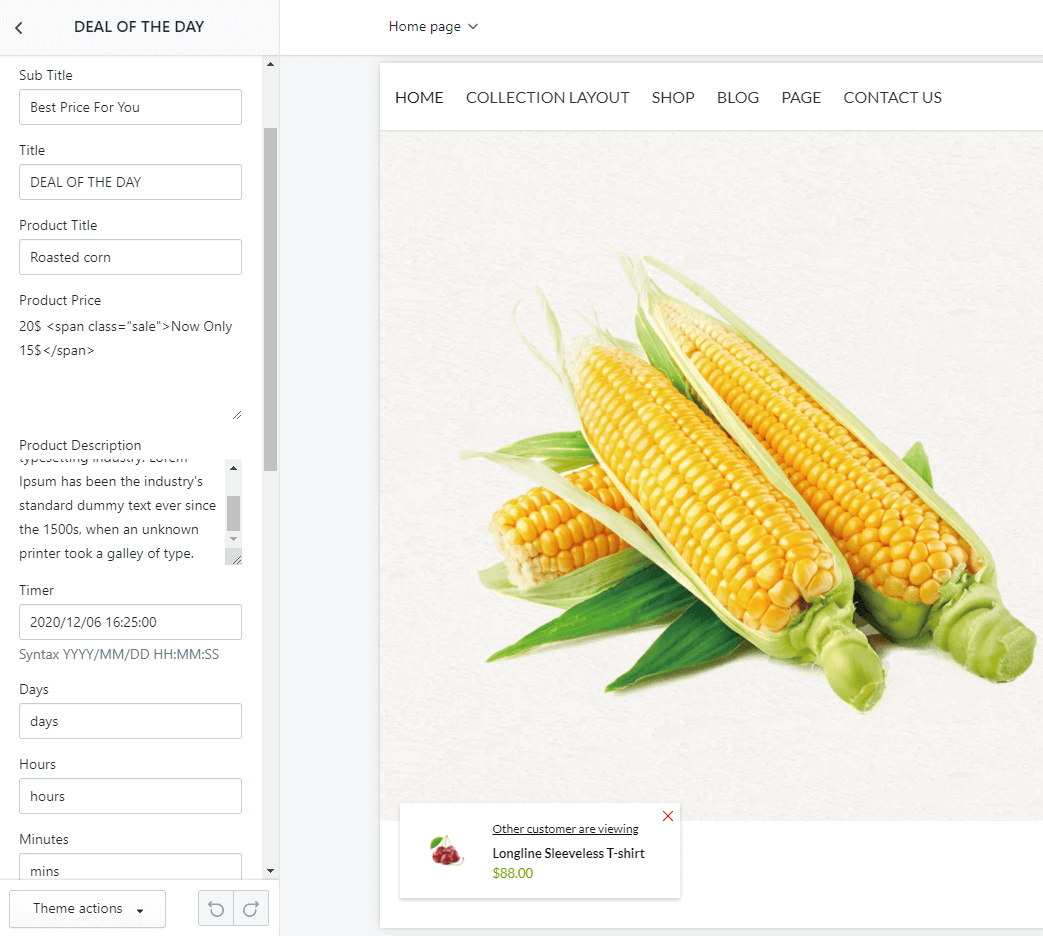 DEAL OF THE DAY
Home page
Sub Title
Best Price For You
Title
DEAL OF THE DAY
Product Title
Roasted corn
Product Price
20$ <span class="sale">Now Only
15$</span>
Product Description
typesetting industry. Lorem
Ipsum has been the industry's
standard dummy text ever since
the 1500s, when an unknown
printer took a galley of type.
Timer
2020/12/06 16:25:00
Syntax YYYY/MM/DD HH:MM:SS
Days
days
Hours
hours
Minutes
mins
Theme actions
HOME COLLECTION LAYOUT SHOP BLOG PAGE CONTACT US
Other customer are viewing
Longline Sleeveless T-shirt
$88.00